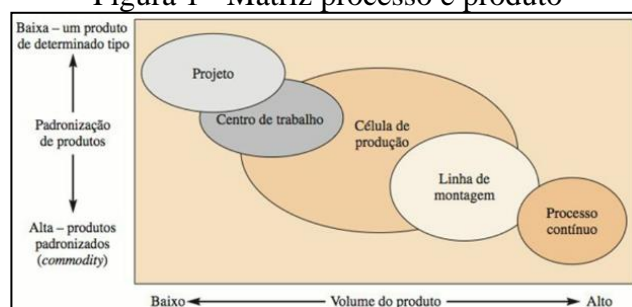 Figura 1 - Matriz processo e produto
Baixa – um produto
de determinado tipo
Padronização
de produtos
Alta – produtos
padronizados
(commodity)
Projeto
Centro de trabalho
Célula de
produção
Linha de
montagem
Processo
contínuo
Baixo
Volume do produto
Alto